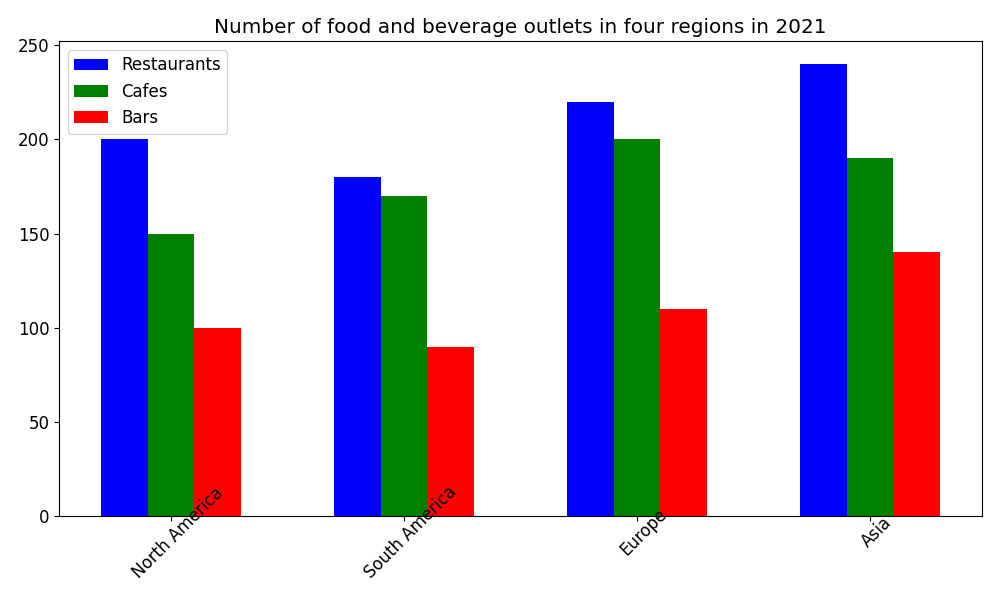 Number of food and beverage outlets in four regions in 2021
250
200
150
100
50
0
Restaurants
Cafes
Bars
North America
South America
Europe
Asia